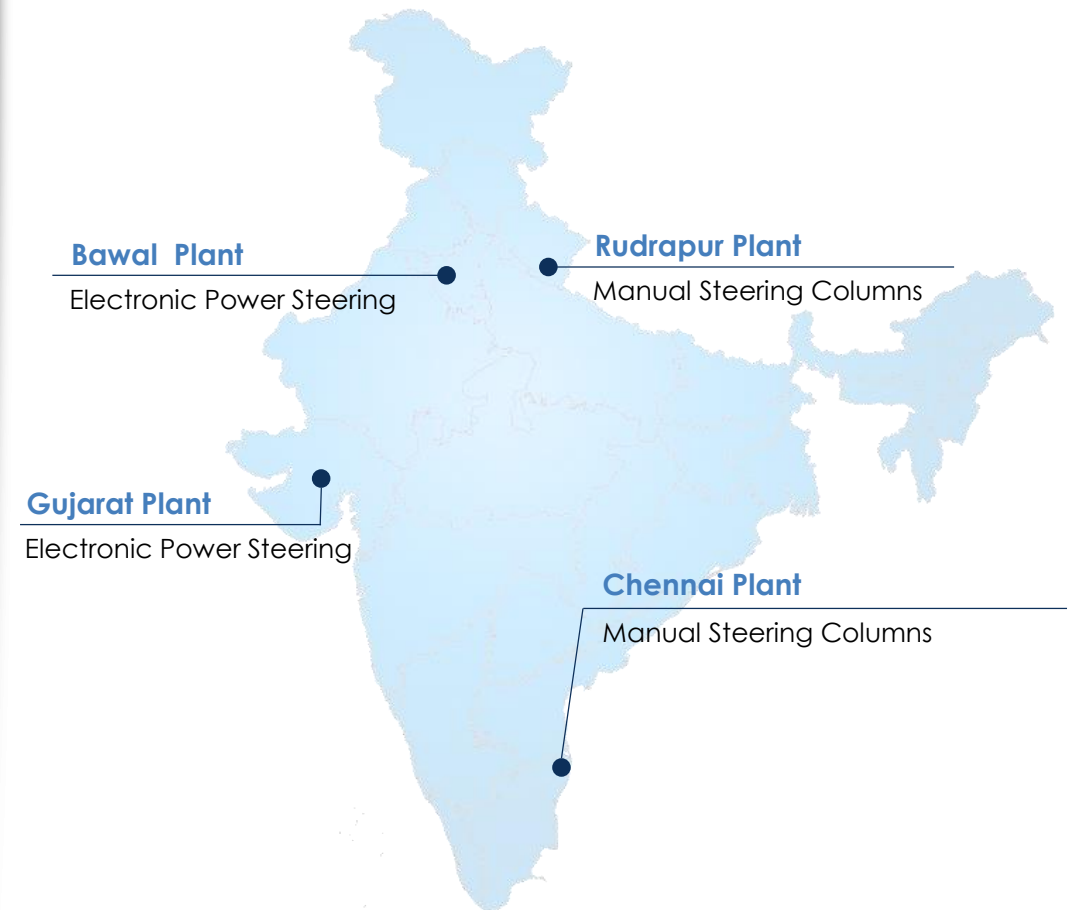 Bawal  Plant
Electronic Power Steering
Rudrapur Plant
Manual Steering Columns
Gujarat Plant
Electronic Power Steering
Chennai Plant
Manual Steering Columns